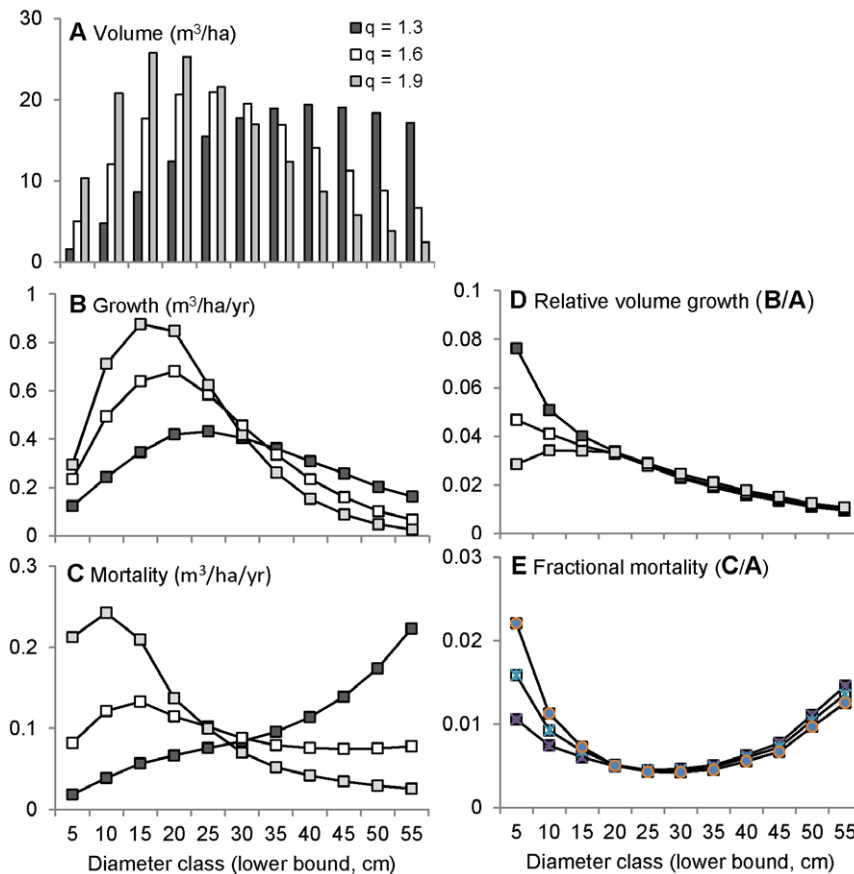 A Volume (m³/ha)
q = 1.3
q = 1.6
q = 1.9
30
20
10
0
B Growth (m³/ha/yr)
1
0.8
0.6
0.4
0.2
0
C Mortality (m³/ha/yr)
0.3
0.2
0.1
0
5 10 15 20 25 30 35 40 45 50 55
Diameter class (lower bound, cm)
D Relative volume growth (B/A)
0.1
0.08
0.06
0.04
0.02
0
E Fractional mortality (C/A)
0.03
0.02
0.01
0
5 10 15 20 25 30 35 40 45 50 55
Diameter class (lower bound, cm)